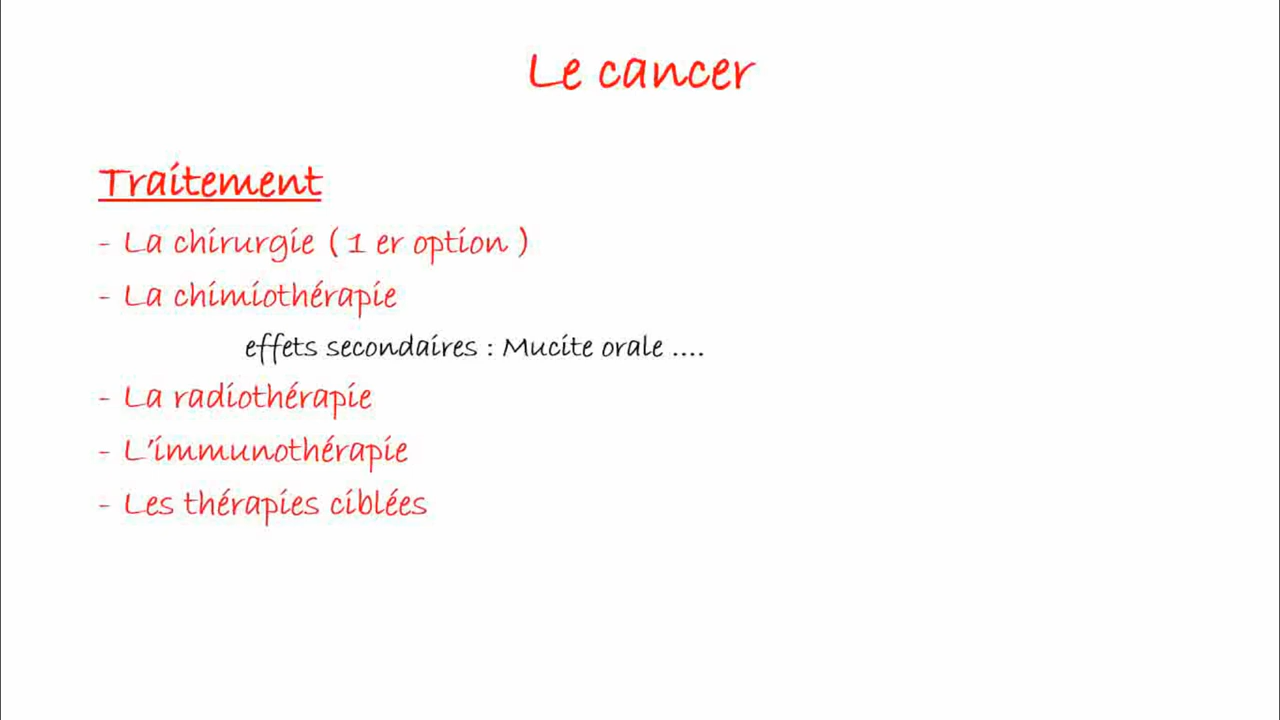 Le cancer
Traitement
- La chirurgie ( 1 er option )
- La chimiothérapie
effets secondaires : Mucite orale ....
- La radiothérapie
- L'immunothérapie
- Les thérapies ciblées